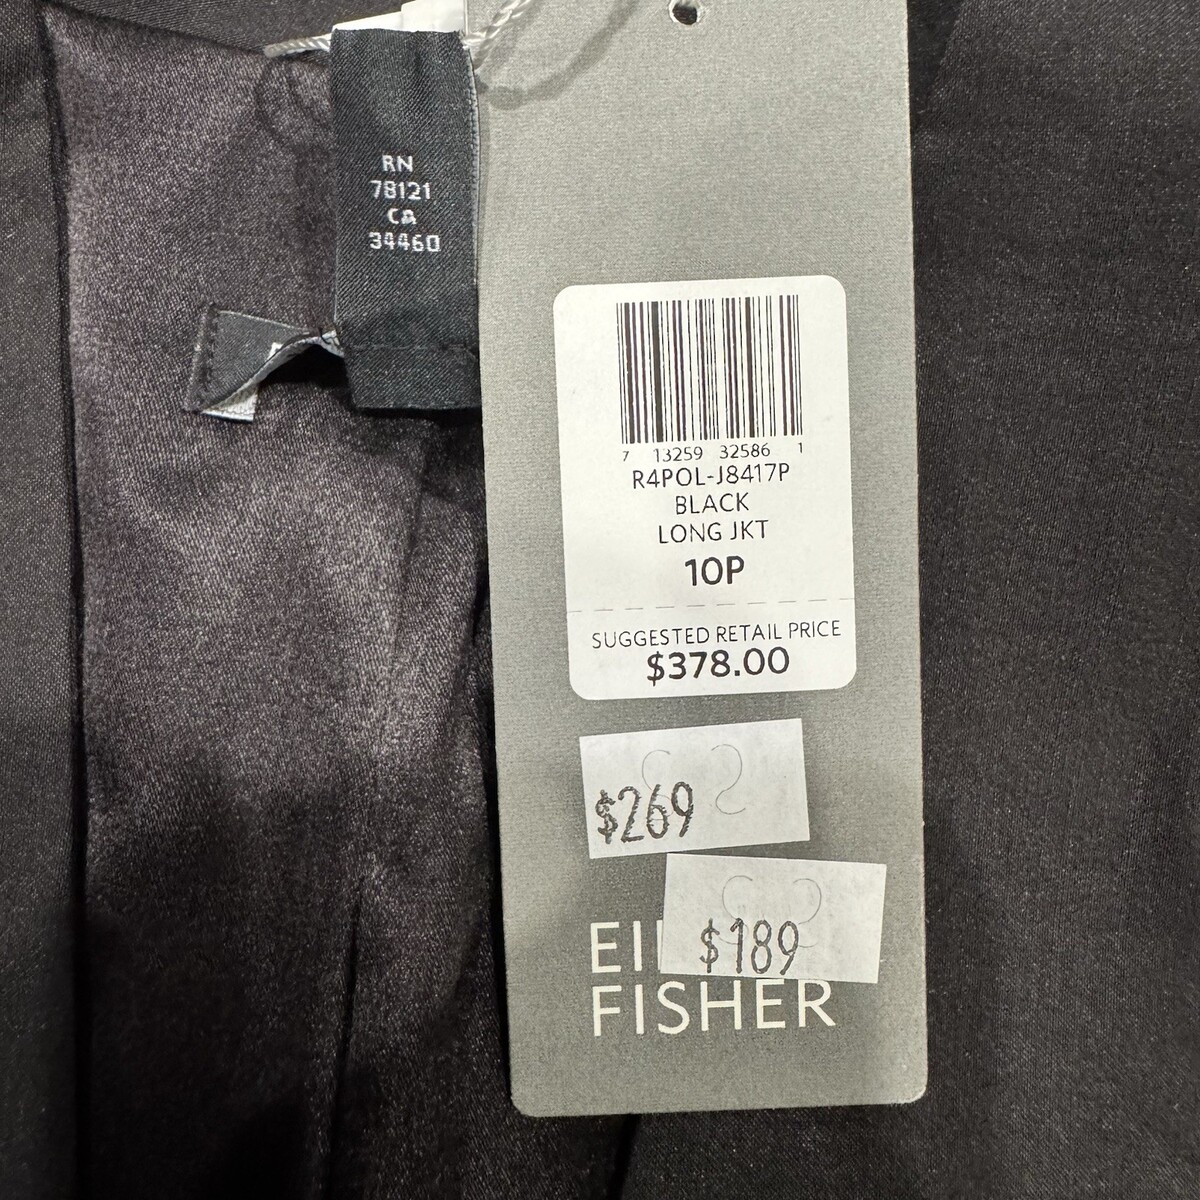 RN
78121
CA
34460
7 13259 32586 1
R4POL-J8417P
BLACK
LONG JKT
10P
SUGGESTED RETAIL PRICE
$378.00
$269
$189
FISHER